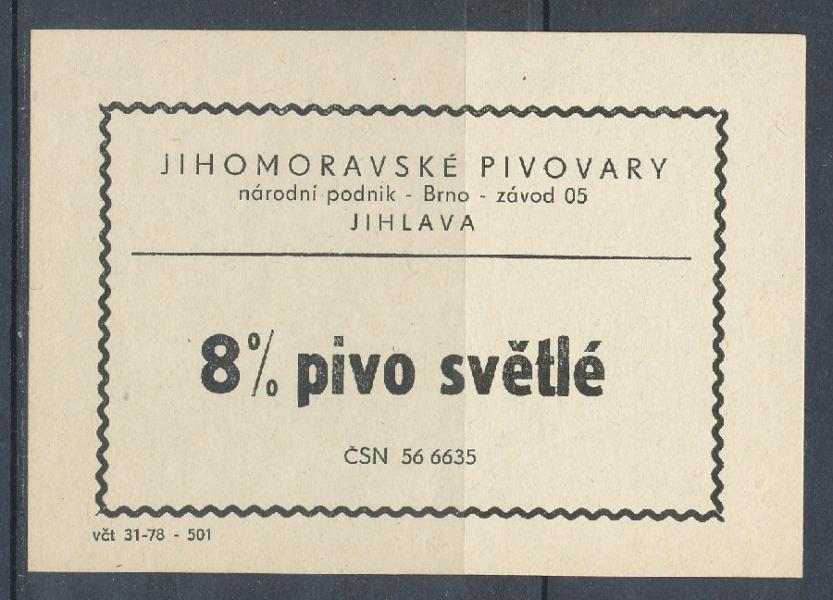 JIHOMORAVSKÉ PIVOVARY
národní podnik - Brno - závod 05
JIHLAVA
8% pivo světlé
ČSN 56 6635
včt 31-78 - 501